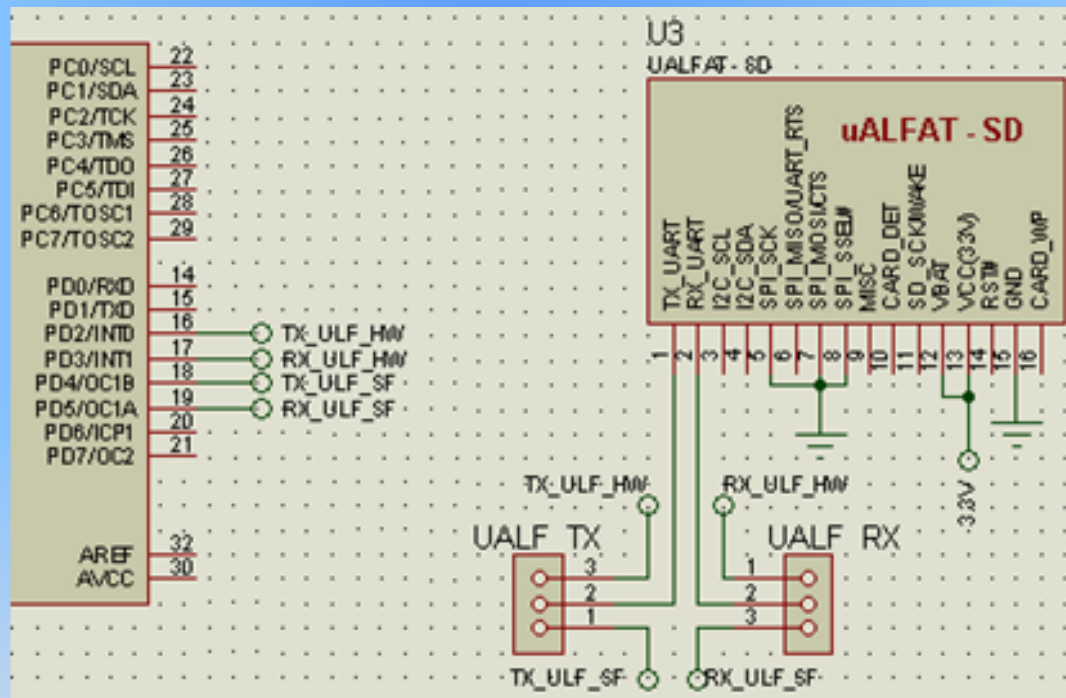 PC0/SCL 22
PC1/SDA 23
PC2/TCK 24
PC3/TMS 25
PC4/TDO 26
PC5/TDI 27
PC6/TOSC1 28
PC7/TOSC2 29
PD0/RXD 14
PD1/TXD 15
PD2/INT0 16 TX_ULF_HW
PD3/INT1 17 RX_ULF_HW
PD4/OC1B 18 TX_ULF_SF
PD5/OC1A 19 RX_ULF_SF
PD6/ICP1 20
PD7/OC2 21
AREF 32
AVCC 30
U3
UALFAT-SD
uALFAT-SD
TX_UART 1
RX_UART 2
I2C_SCL 3
I2C_SDA 4
SPI_SCK 5
SPI_MISO/UART_RTS 6
SPI_MOSI/CTS 7
SPI_SSEL# 8
MISC 9
CARD_DET 10
SD_SCK/WAKE 11
VBAT 12
VCC(3.3V) 13
RST# 14
GND 15
CARD_WP 16
3.3V
TX_ULF_HW
RX_ULF_HW
UALF TX
3
2
1
TX_ULF_SF
UALF RX
1
2
3
RX_ULF_SF